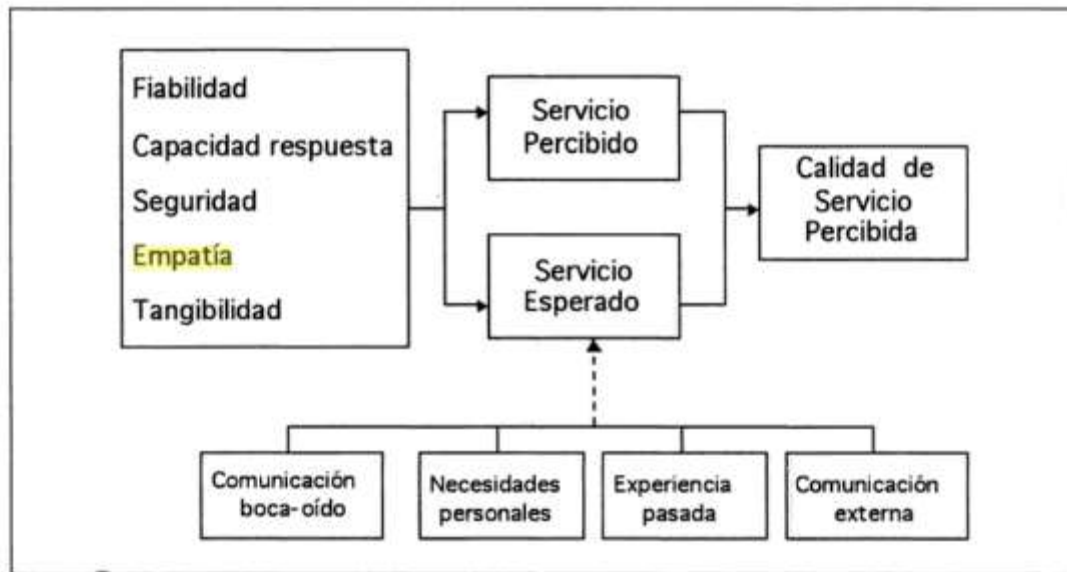 Fiabilidad
Capacidad respuesta
Seguridad
Empatía
Tangibilidad
Servicio
Percibido
Servicio
Esperado
Calidad de
Servicio
Percibida
Comunicación
boca-oído
Necesidades
personales
Experiencia
pasada
Comunicación
externa